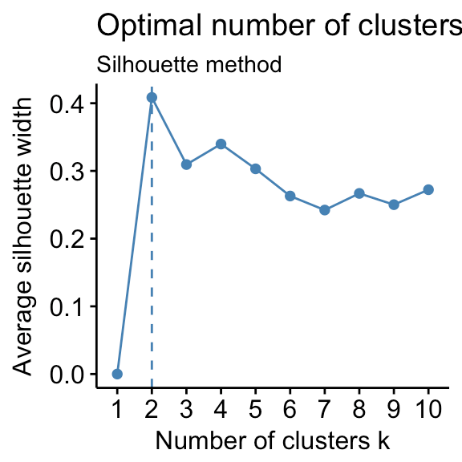 Optimal number of clusters
Silhouette method
Average silhouette width
0.4
0.3
0.2
0.1
0.0
1 2 3 4 5 6 7 8 9 10
Number of clusters k